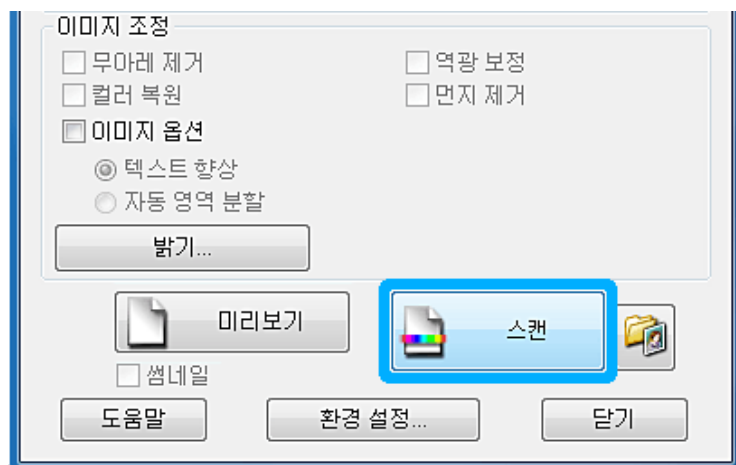 이미지 조정
무아레 제거 역광 보정
컬러 복원 먼지 제거
이미지 옵션
텍스트 향상
자동 영역 분할
밝기...
미리보기 스캔
썸네일
도움말 환경 설정... 닫기